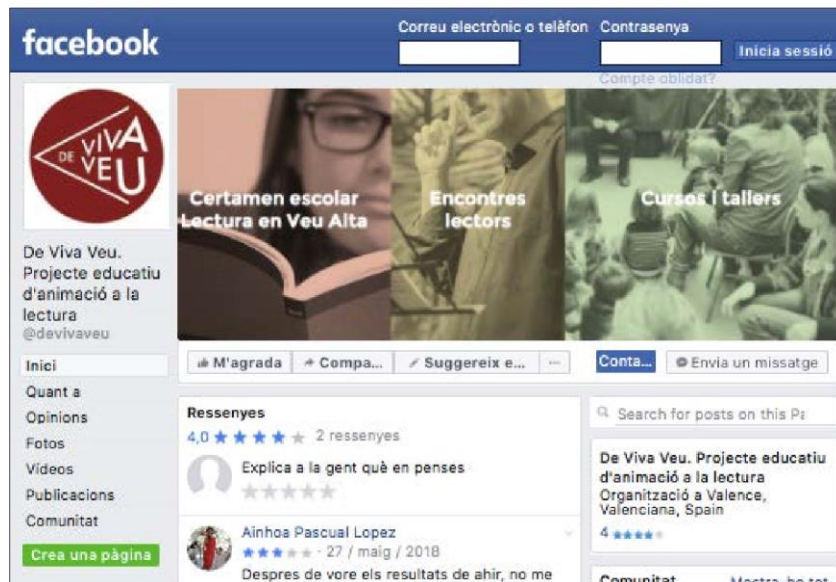 facebook
Correu electrònic o telèfon
Contrasenya
Inicia sessió
Compte oblidat?
DE VIVA
VEU
De Viva Veu.
Projecte educatiu
d'animació a la
lectura
@devivaveu
Inici
Quant a
Opinions
Fotos
Vídeos
Publicacions
Comunitat
Crea una pàgina
Certamen escolar
Lectura en Veu Alta
Encontres
lectors
Cursos i tallers
M'agrada
Compa...
Suggereix e...
...
Conta...
Envia un missatge
Ressenyes
4,0 ★★★★★ 2 ressenyes
Explica a la gent què en penses
★★★★★
Ainhoa Pascual Lopez
★★★★★ · 27 / maig / 2018
Despres de vore els resultats de ahir, no me
Search for posts on this Pa
De Viva Veu. Projecte educatiu
d'animació a la lectura
Organització a Valence,
Valenciana, Spain
4 ★★★★★
Comunitat